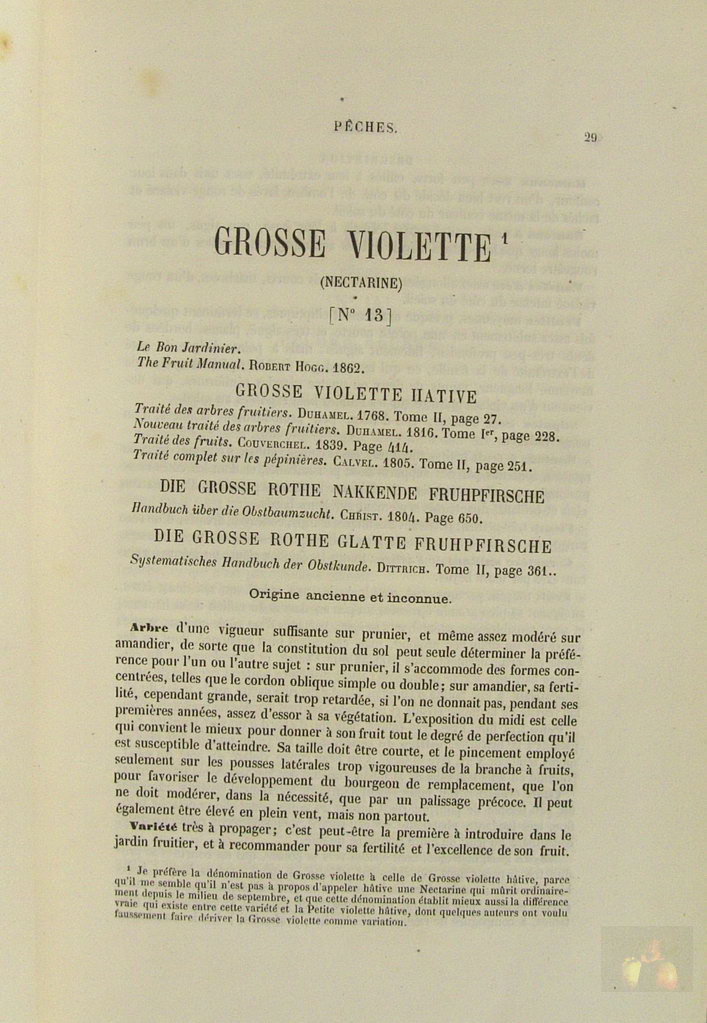 PÊCHES.
29
GROSSE VIOLETTE ¹
(NECTARINE)
[N° 13]
Le Bon Jardinier.
The Fruit Manual. ROBERT HOGG. 1862.
GROSSE VIOLETTE HATIVE
Traité des arbres fruitiers. DUHAMEL. 1768. Tome II, page 27.
Nouveau traité des arbres fruitiers. DUHAMEL. 1816. Tome Ier, page 228.
Traité des fruits. COUVERCHEL. 1839. Page 414.
Traité complet sur les pépinières. CALVEL. 1805. Tome II, page 251.
DIE GROSSE ROTHE NAKKENDE FRUHPFIRSCHE
Handbuch über die Obstbaumzucht. CHRIST. 1804. Page 650.
DIE GROSSE ROTHE GLATTE FRUHPFIRSCHE
Systematisches Handbuch der Obstkunde. DITTRICH. Tome II, page 361..
Origine ancienne et inconnue.
Arbre d'une vigueur suffisante sur prunier, et même assez modéré sur
amandier, de sorte que la constitution du sol peut seule déterminer la préfé-
rence pour l'un ou l'autre sujet : sur prunier, il s'accommode des formes con-
centrées, telles que le cordon oblique simple ou double; sur amandier, sa ferti-
lité, cependant grande, serait trop retardée, si l'on ne donnait pas, pendant ses
premières années, assez d'essor à sa végétation. L'exposition du midi est celle
qui convient le mieux pour donner à son fruit tout le degré de perfection qu'il
est susceptible d'atteindre. Sa taille doit être courte, et le pincement employé
seulement sur les pousses latérales trop vigoureuses de la branche à fruits,
pour favoriser le développement du bourgeon de remplacement, que l'on
ne doit modérer, dans la nécessité, que par un palissage précoce. Il peut
également être élevé en plein vent, mais non partout.
Variété très à propager; c'est peut-être la première à introduire dans le
jardin fruitier, et à recommander pour sa fertilité et l'excellence de son fruit.
¹ Je préfère la dénomination de Grosse violette à celle de Grosse violette hâtive, parce
qu'il me semble qu'il n'est pas à propos d'appeler hâtive une Nectarine qui mûrit ordinaire-
ment depuis le milieu de septembre, et que cette dénomination établit mieux aussi la différence
vraie qui existe entre cette variété et la Petite violette hâtive, dont quelques auteurs ont voulu
faussement faire dériver la Grosse violette comme variation.